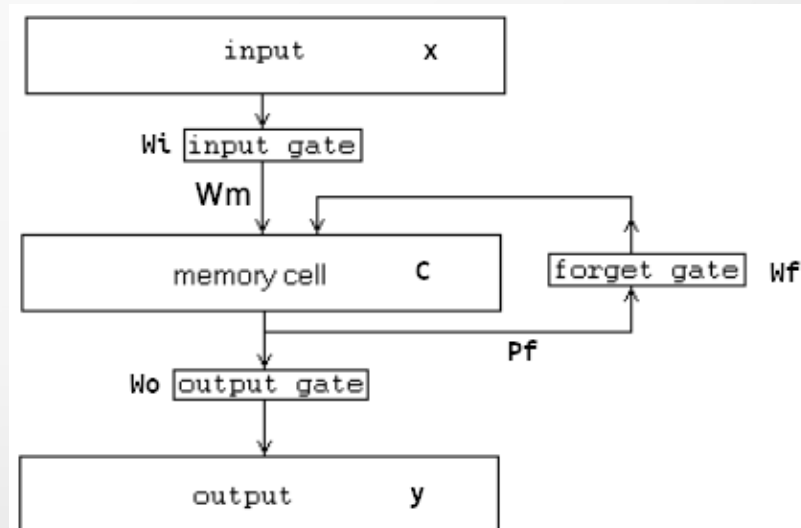 input x
Wi input gate
Wm
memory cell C
forget gate Wf
Pf
Wo output gate
output y